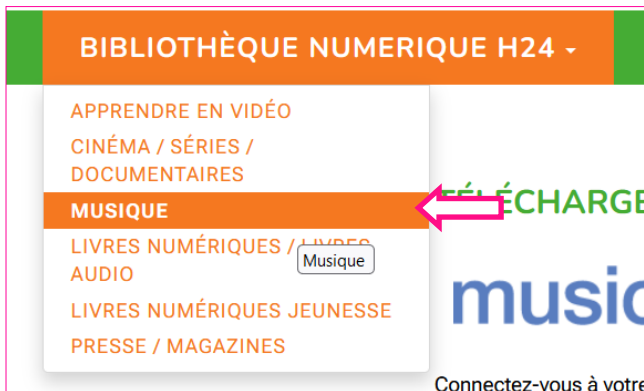 BIBLIOTHÈQUE NUMERIQUE H24
APPRENDRE EN VIDÉO
CINÉMA / SÉRIES /
DOCUMENTAIRES
MUSIQUE
LIVRES NUMÉRIQUES / LIVRES
AUDIO
Musique
LIVRES NUMÉRIQUES JEUNESSE
PRESSE / MAGAZINES
TÉLÉCHARGE
music
Connectez-vous à votre